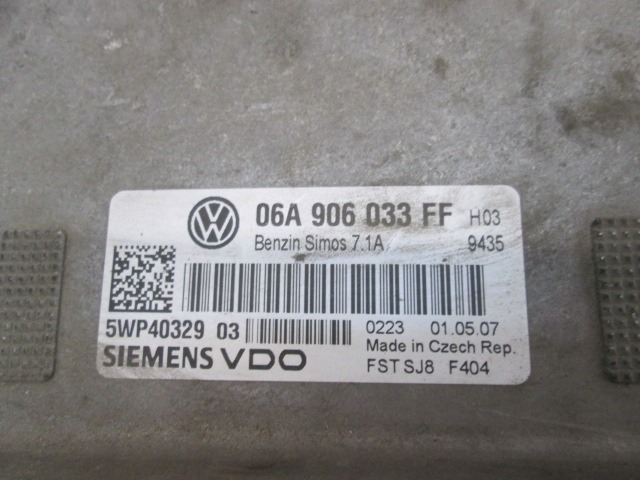 VW 06A 906 033 FF H03
Benzin Simos 7.1A 9435
5WP40329 03 0223 01.05.07
SIEMENS VDO Made in Czech Rep.
FST SJ8 F404